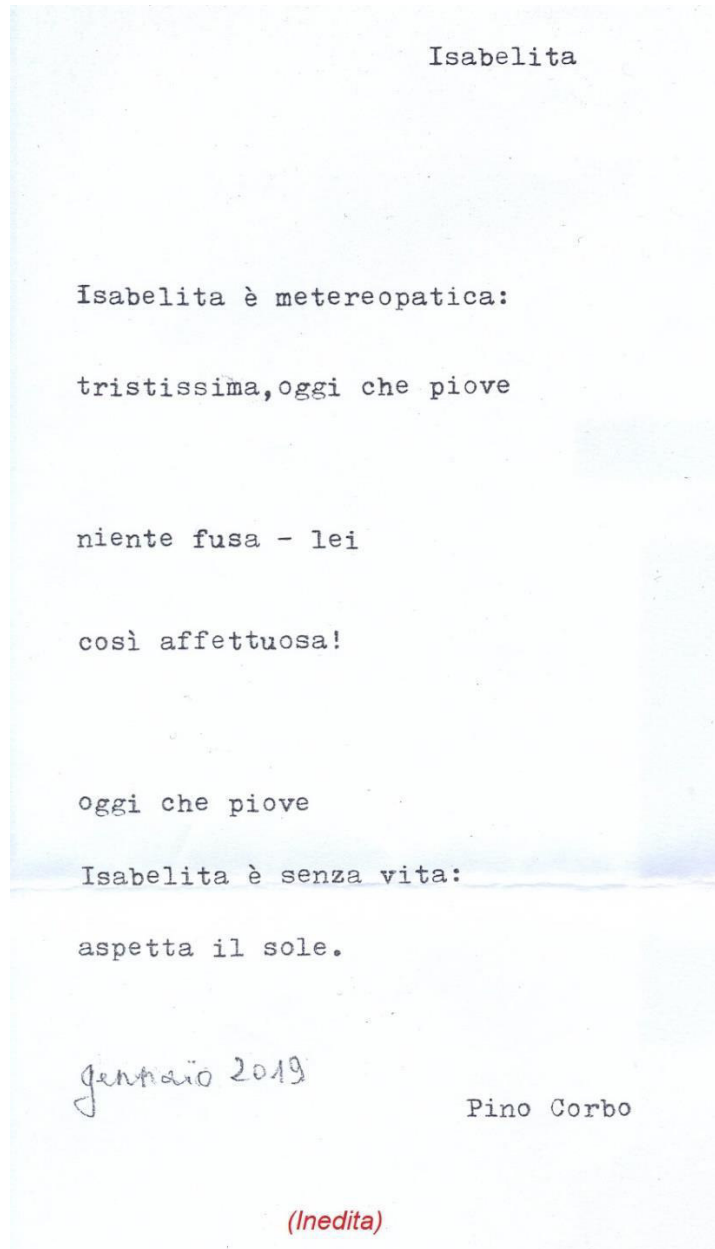 Isabelita
Isabelita è metereopatica:
tristissima,oggi che piove
niente fusa - lei
così affettuosa!
oggi che piove
Isabelita è senza vita:
aspetta il sole.
gennaio 2019
Pino Corbo
(Inedita)